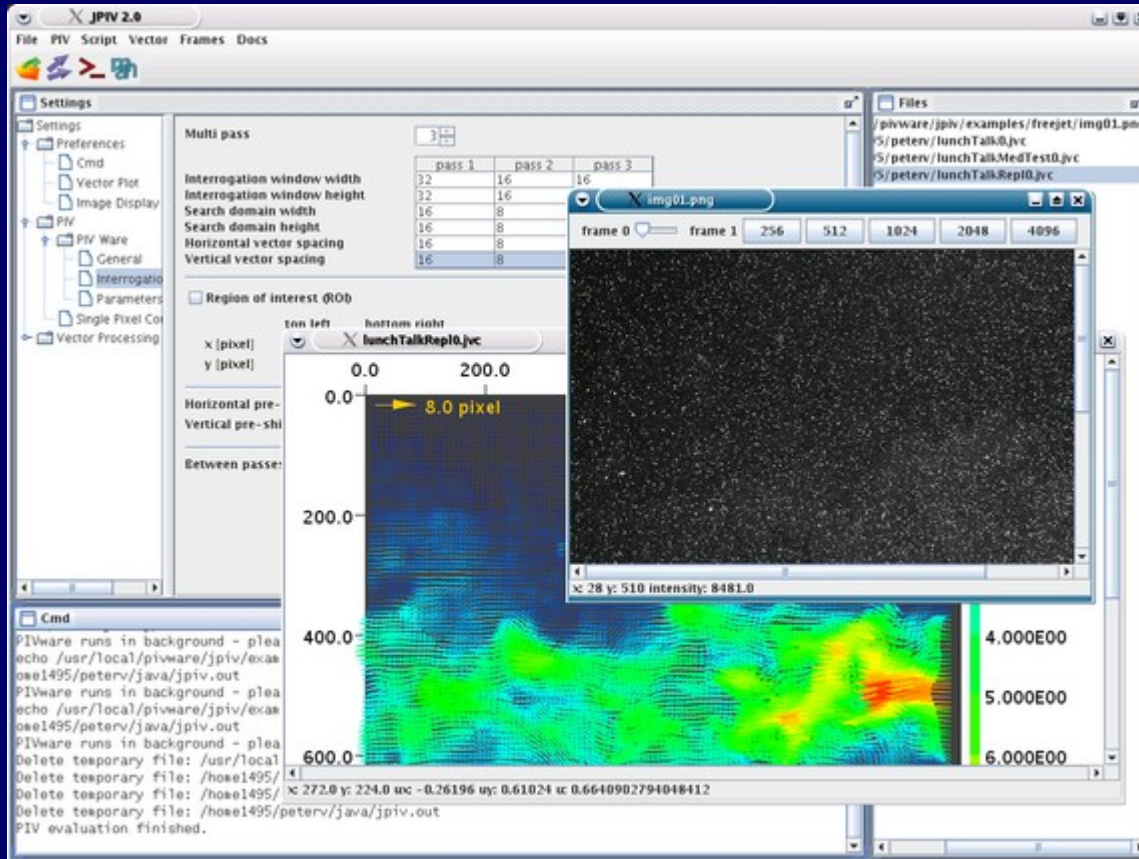 JPIV 2.0
File PIV Script Vector Frames Docs
Settings
Settings
Preferences
Cmd
Vector Plot
Image Display
PIV
PIV Ware
General
Interrogatio
Parameters
Single Pixel Co
Vector Processing
Multi pass 3
pass 1 pass 2 pass 3
Interrogation window width 32 16 16
Interrogation window height 32 16
Search domain width 16 8
Search domain height 16 8
Horizontal vector spacing 16 8
Vertical vector spacing 16 8
Region of interest (ROI)
top left bottom right
x [pixel]
y [pixel]
Horizontal pre-
Vertical pre-shi
Between passe
Files
/pivware/jpiv/examples/freejet/img01.pn
/5/peterv/lunchTalk0.jvc
/5/peterv/lunchTalkMedTest0.jvc
/5/peterv/lunchTalkRepl0.jvc
img01.png
frame 0 frame 1 256 512 1024 2048 4096
x: 28 y: 510 intensity: 8481.0
lunchTalkRepl0.jvc
0.0 200.0
0.0
8.0 pixel
200.0
400.0
600.0
4.000E00
5.000E00
6.000E00
x: 272.0 y: 224.0 ux: -0.26196 uy: 0.61024 u: 0.6640902794048412
Cmd
PIVware runs in background - plea
echo /usr/local/pivware/jpiv/exam
ome1495/peterv/java/jpiv.out
PIVware runs in background - plea
echo /usr/local/pivware/jpiv/exam
ome1495/peterv/java/jpiv.out
PIVware runs in background - plea
Delete temporary file: /usr/local
Delete temporary file: /home1495/
Delete temporary file: /home1495/
Delete temporary file: /home1495/peterv/java/jpiv.out
PIV evaluation finished.